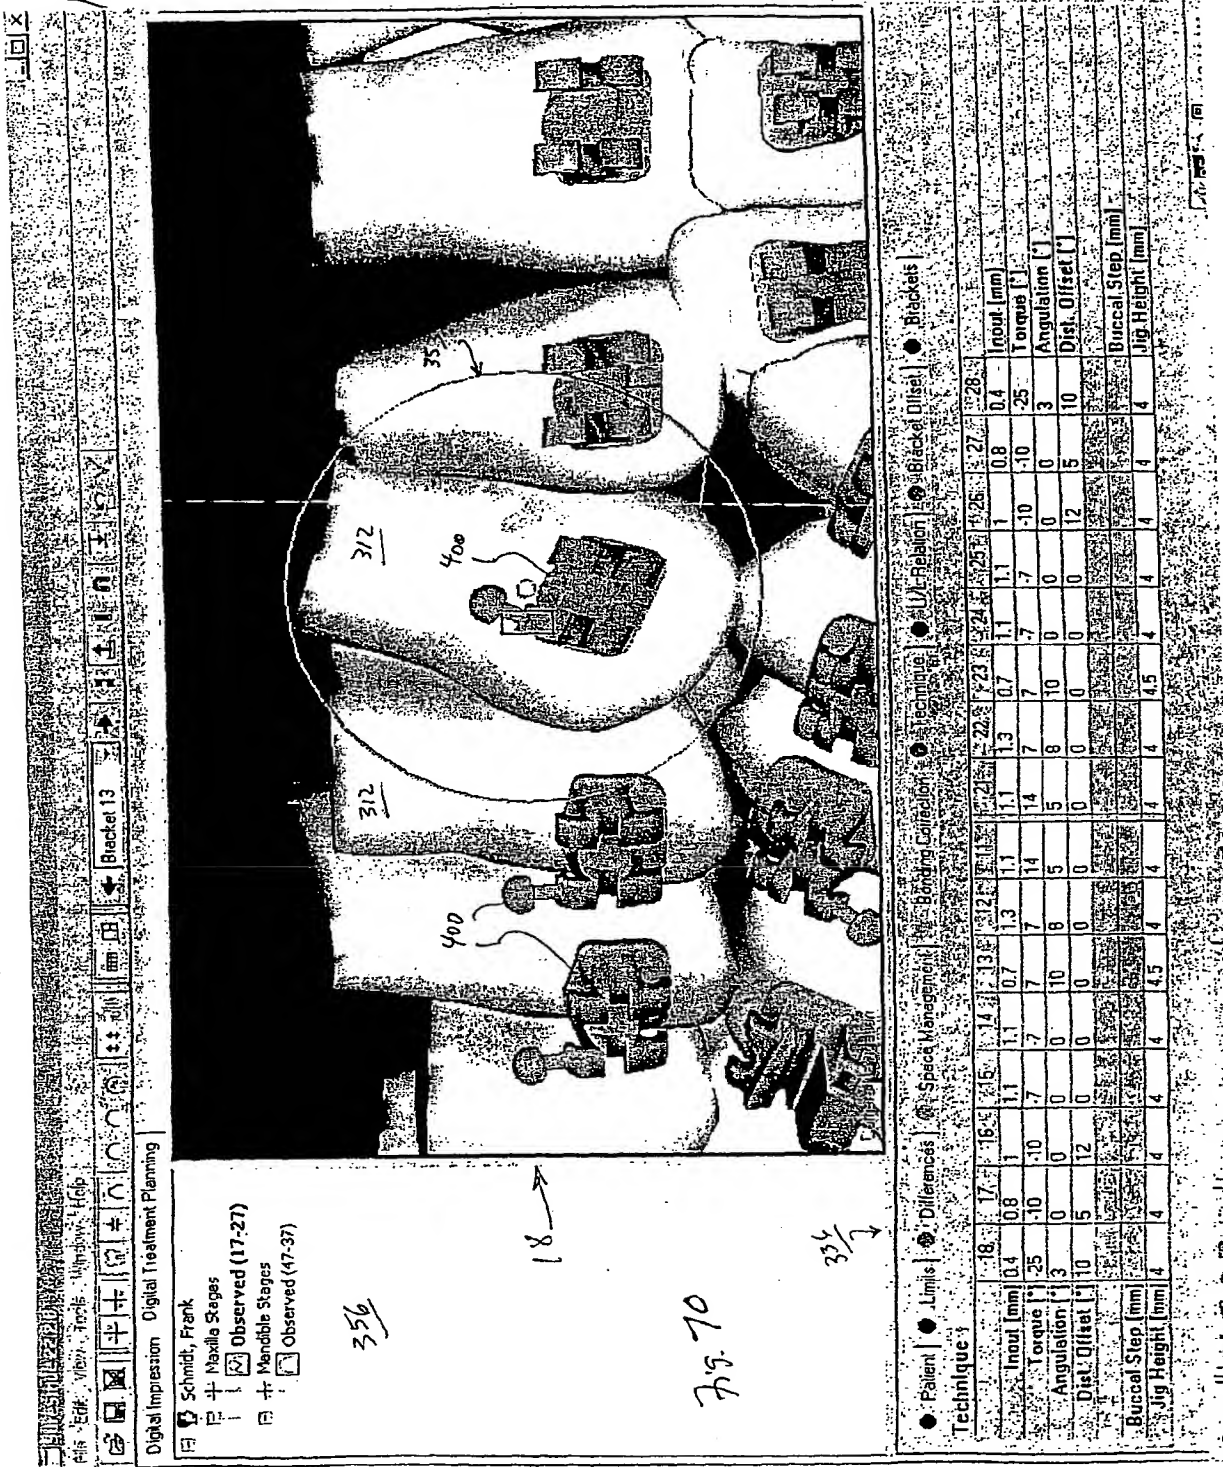 File Edit View Tools Window Help
Bracket 13
Digital Impression Digital Treatment Planning
Schmidt, Frank
Maxilla Stages
Observed (17-27)
Mandible Stages
Observed (47-37)
356
18
Fig. 70
334
312
312
400
400
Patient Limits Differences Space Management Bonding Correction Technique U/L-Relation Bracket Offset Brackets
Technique
18 17 16 15 14 13 12 11 21 22 23 24 25 26 27 28
Inout [mm] 0.4 0.8 1 1.1 1.1 0.7 1.3 1.1 1.1 1.3 0.7 1.1 1.1 1 0.8 0.4 Inout [mm]
Torque [°] -25 -10 -10 -7 -7 7 7 14 14 7 7 -7 -7 -10 -10 -25 Torque [°]
Angulation [°] 3 0 0 0 0 10 8 5 5 8 10 0 0 0 0 3 Angulation [°]
Dist. Offset [°] 10 5 12 0 0 0 0 0 0 0 0 0 0 12 5 10 Dist. Offset [°]
Buccal Step [mm] Buccal Step [mm]
Jig Height [mm] 4 4 4 4 4 4.5 4 4 4 4 4.5 4 4 4 4 4 Jig Height [mm]